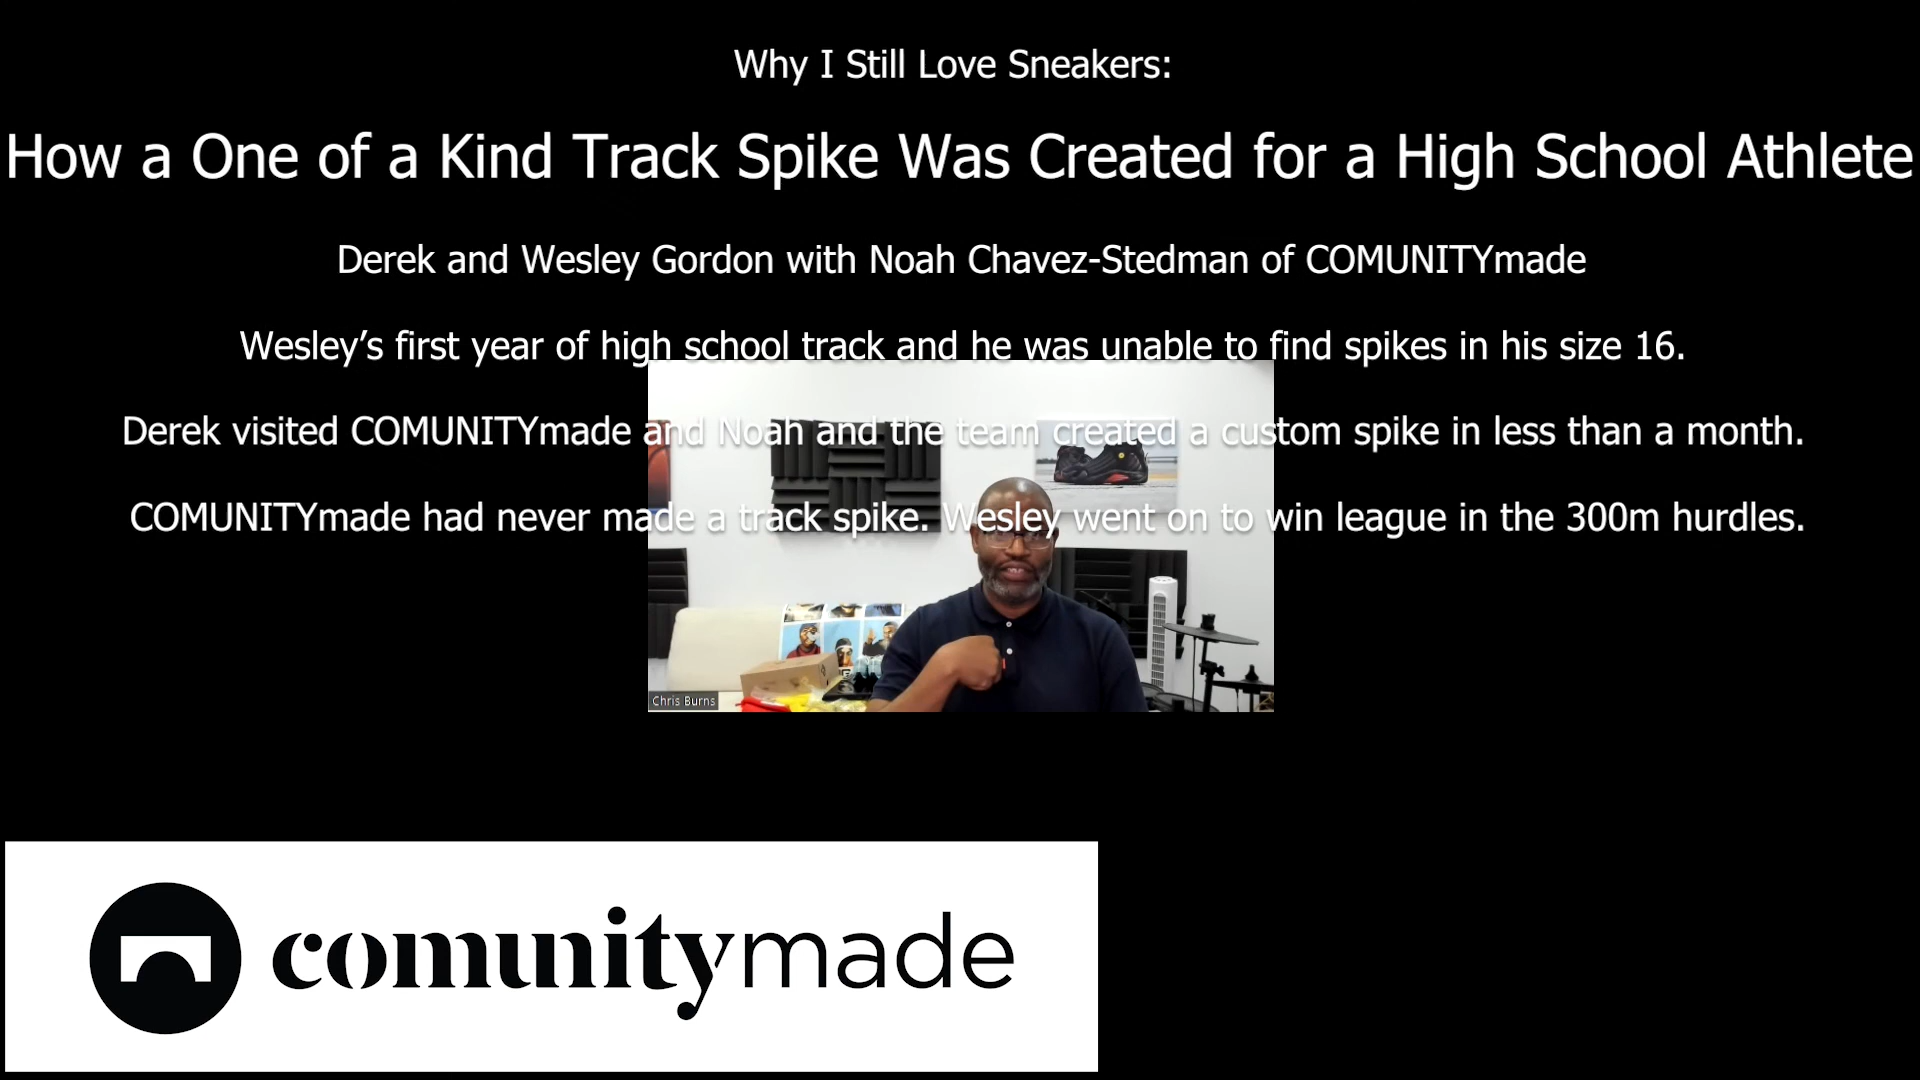 Why I Still Love Sneakers:
How a One of a Kind Track Spike Was Created for a High School Athlete
Derek and Wesley Gordon with Noah Chavez-Stedman of COMUNITYmade
Wesley’s first year of high school track and he was unable to find spikes in his size 16.
Derek visited COMUNITYmade and Noah and the team created a custom spike in less than a month.
COMUNITYmade had never made a track spike. Wesley went on to win league in the 300m hurdles.
Chris Burns
comunitymade